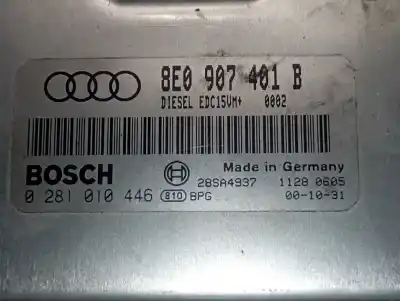 8E0 907 401 B
DIESEL EDC15VM+ 0002
BOSCH Made in Germany
28SA4937 1128 0605
0 281 010 446 810 BPG 00-10-31